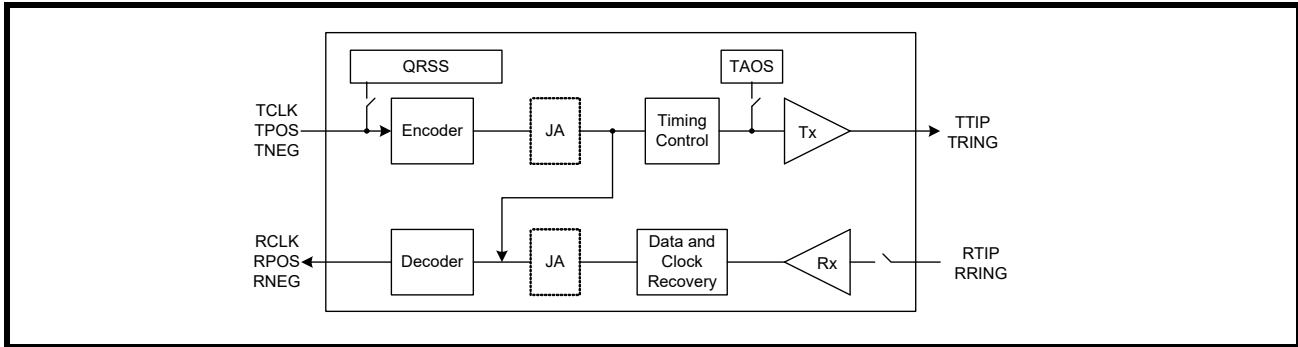 QRSS
TAOS
TCLK
TPOS
TNEG
Encoder
JA
Timing
Control
Tx
TTIP
TRING
RCLK
RPOS
RNEG
Decoder
JA
Data and
Clock
Recovery
Rx
RTIP
RRING